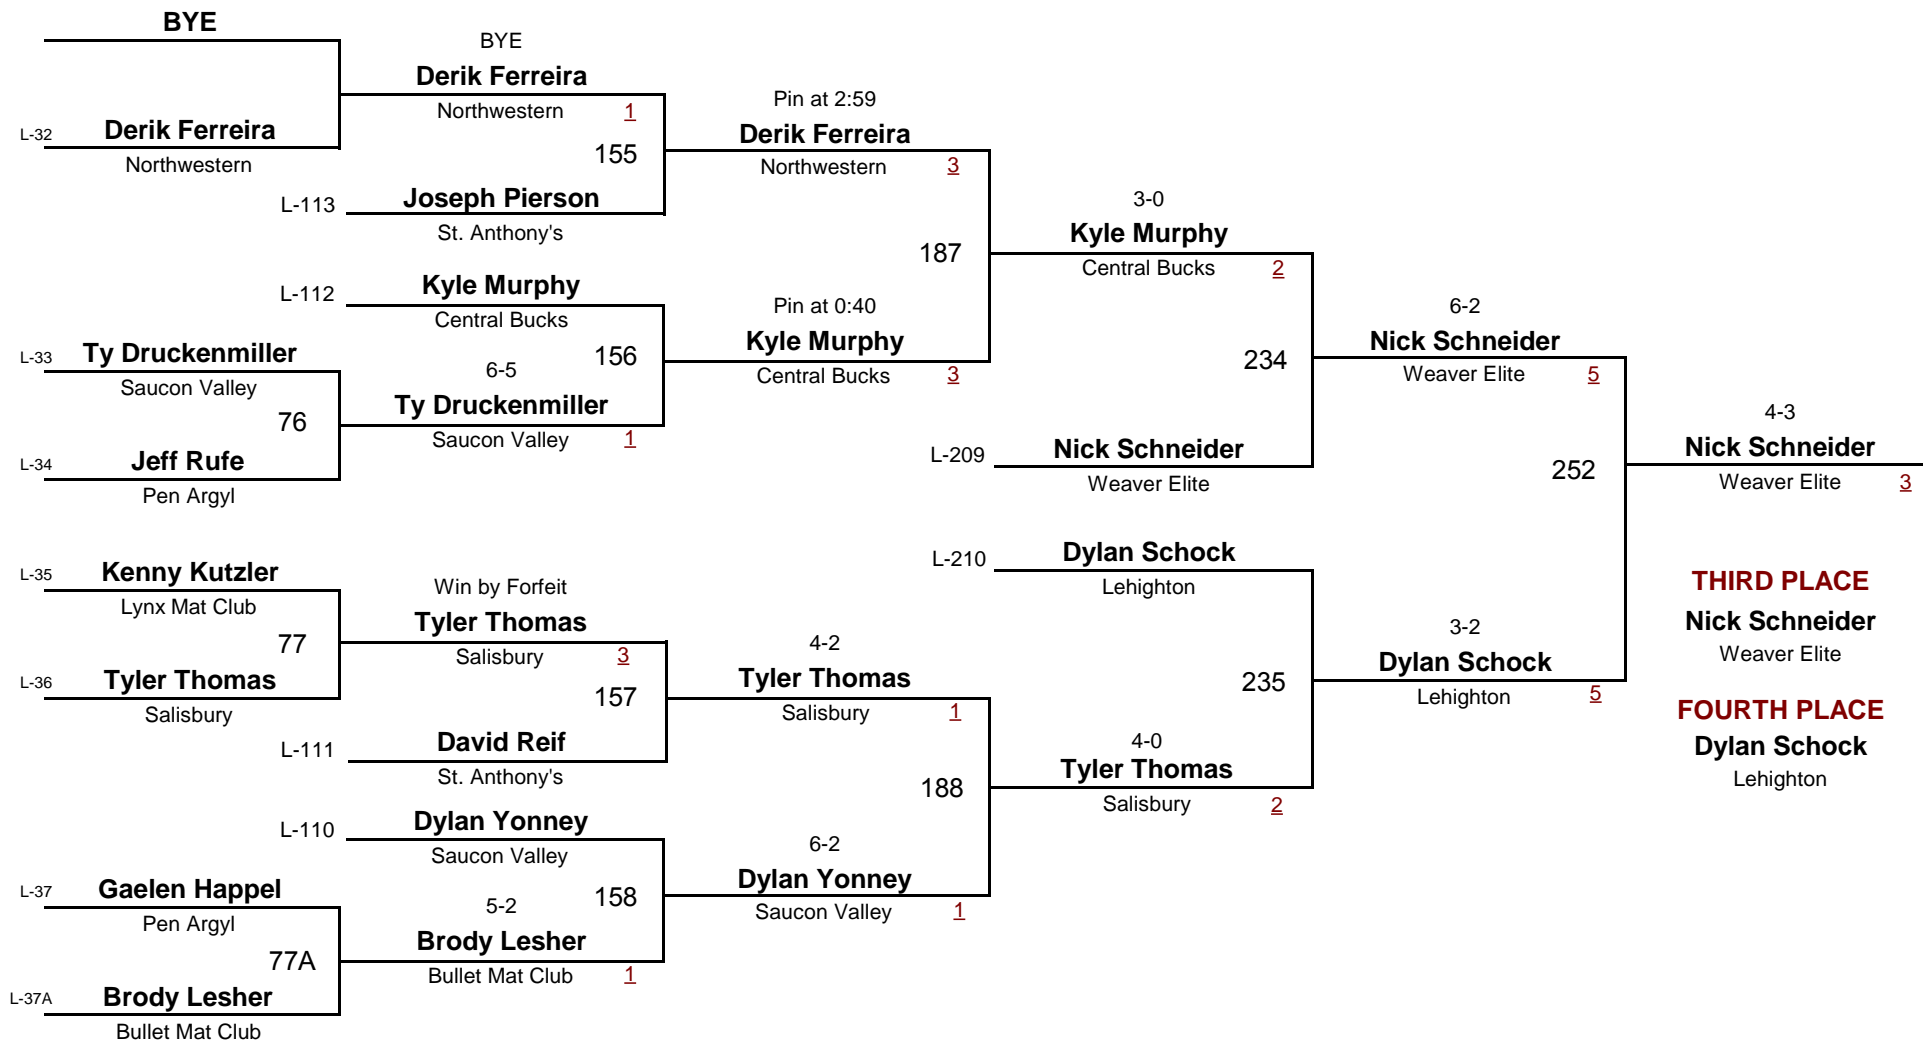 BYE
L-32
Derik Ferreira
Northwestern
L-33
Ty Druckenmiller
Saucon Valley
76
L-34
Jeff Rufe
Pen Argyl
L-35
Kenny Kutzler
Lynx Mat Club
77
L-36
Tyler Thomas
Salisbury
L-37
Gaelen Happel
Pen Argyl
77A
L-37A
Brody Lesher
Bullet Mat Club
BYE
Derik Ferreira
Northwestern 1
155
L-113
Joseph Pierson
St. Anthony's
L-112
Kyle Murphy
Central Bucks
156
6-5
Ty Druckenmiller
Saucon Valley 1
Win by Forfeit
Tyler Thomas
Salisbury 3
157
L-111
David Reif
St. Anthony's
L-110
Dylan Yonney
Saucon Valley
158
5-2
Brody Lesher
Bullet Mat Club 1
Pin at 2:59
Derik Ferreira
Northwestern 3
187
Pin at 0:40
Kyle Murphy
Central Bucks 3
4-2
Tyler Thomas
Salisbury 1
188
6-2
Dylan Yonney
Saucon Valley 1
3-0
Kyle Murphy
Central Bucks 2
234
L-209
Nick Schneider
Weaver Elite
L-210
Dylan Schock
Lehighton
235
4-0
Tyler Thomas
Salisbury 2
6-2
Nick Schneider
Weaver Elite 5
252
3-2
Dylan Schock
Lehighton 5
4-3
Nick Schneider
Weaver Elite 3
THIRD PLACE
Nick Schneider
Weaver Elite
FOURTH PLACE
Dylan Schock
Lehighton